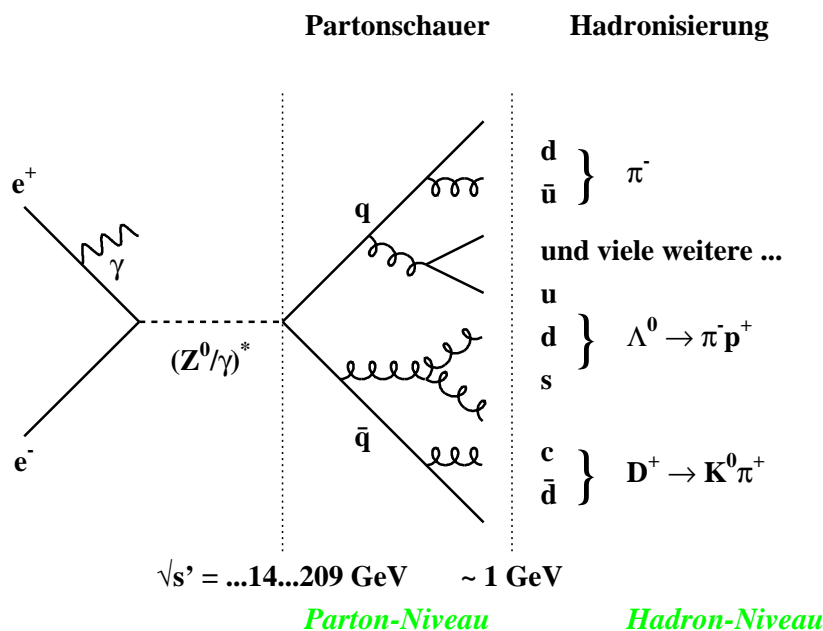 Partonschauer Hadronisierung
e⁺
γ
e⁻
(Z⁰/γ)*
q
q̄
d
ū
} π⁻
und viele weitere ...
u
d
s
} Λ⁰ → π⁻p⁺
c
d̄
} D⁺ → K⁰π⁺
√s’ = ...14...209 GeV ~ 1 GeV
Parton-Niveau Hadron-Niveau